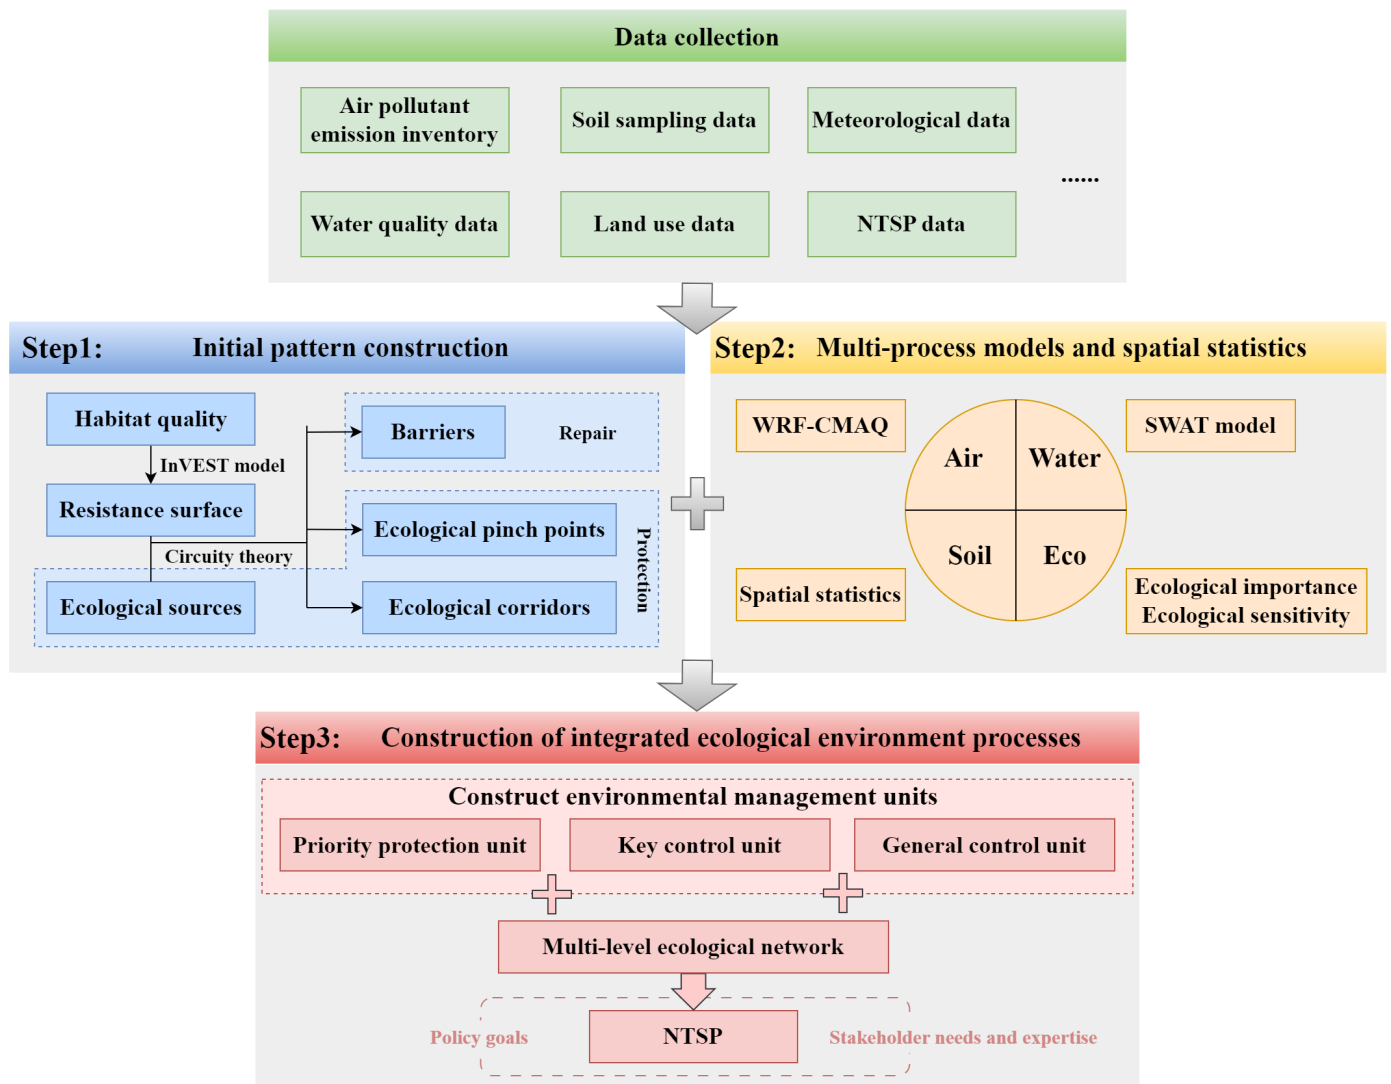 Data collection
Air pollutant
emission inventory
Soil sampling data
Meteorological data
......
Water quality data
Land use data
NTSP data
Step1:
Initial pattern construction
Habitat quality
InVEST model
Resistance surface
Circuity theory
Ecological sources
Barriers
Repair
Ecological pinch points
Ecological corridors
Protection
Step2:
Multi-process models and spatial statistics
WRF-CMAQ
SWAT model
Air
Water
Soil
Eco
Spatial statistics
Ecological importance
Ecological sensitivity
Step3:
Construction of integrated ecological environment processes
Construct environmental management units
Priority protection unit
Key control unit
General control unit
Multi-level ecological network
Policy goals
NTSP
Stakeholder needs and expertise